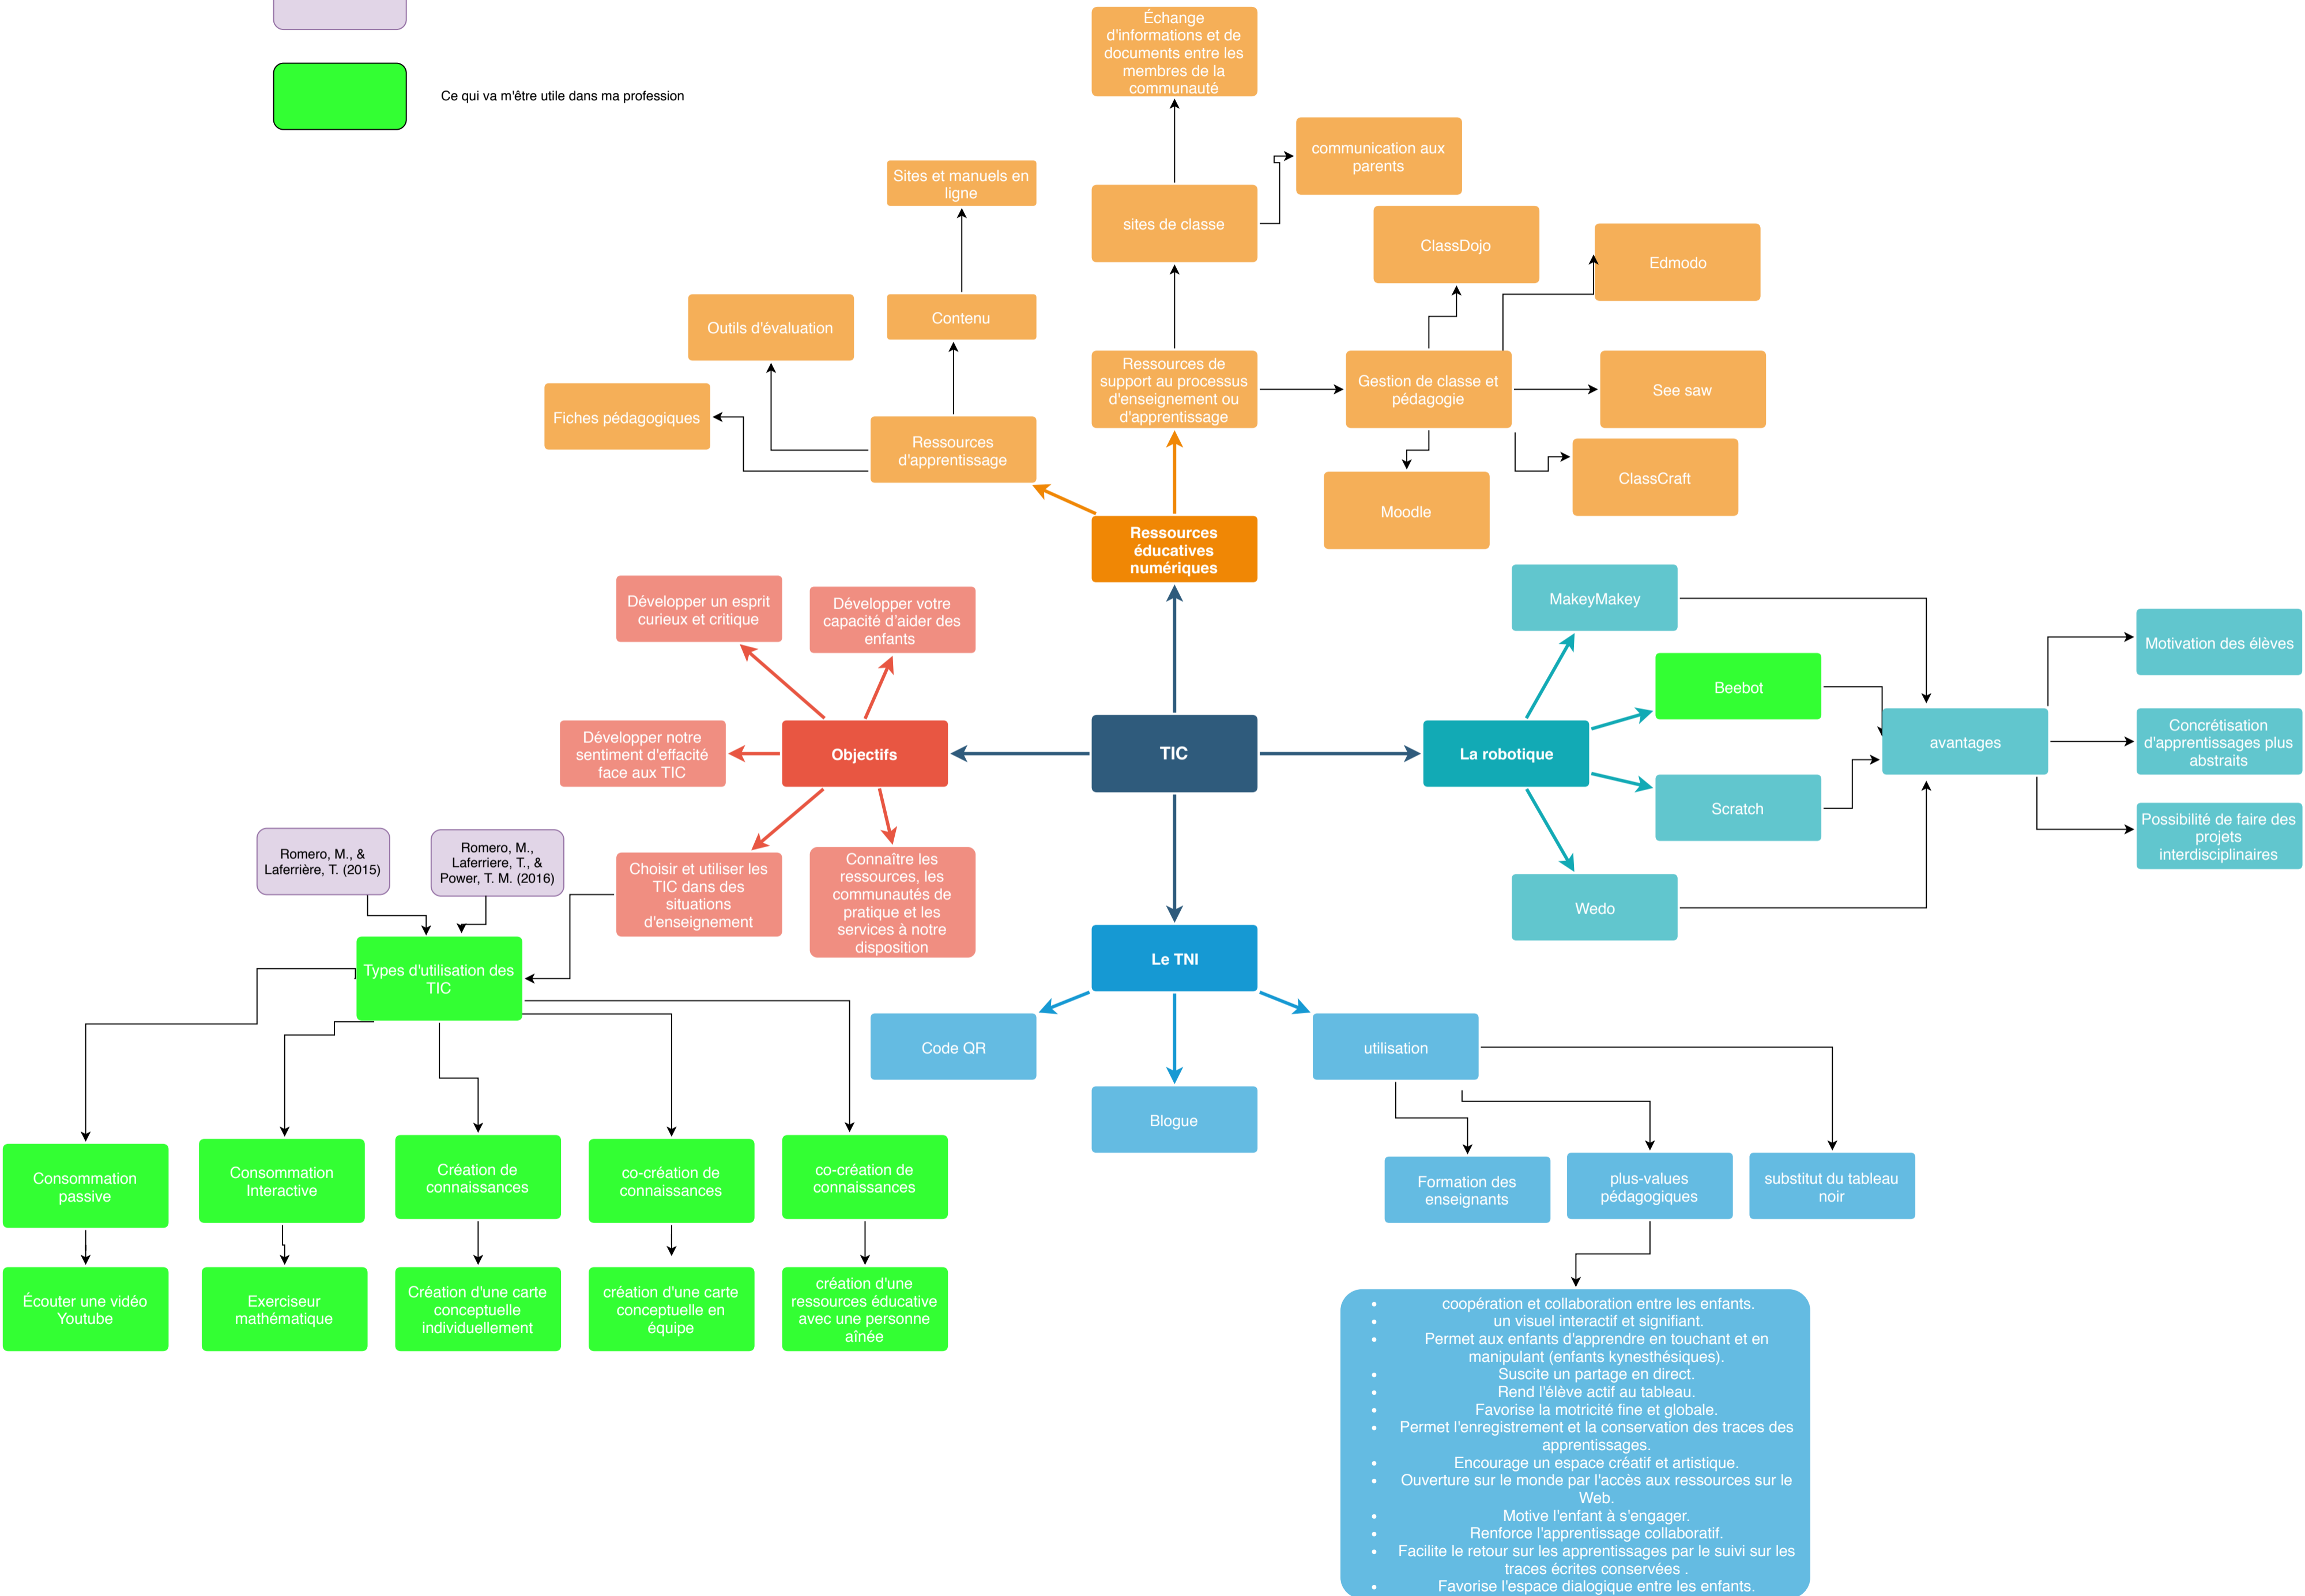 Ce qui va m'être utile dans ma profession
Échange
d'informations et de
documents entre les
membres de la
communauté
communication aux
parents
Sites et manuels en
ligne
sites de classe
ClassDojo
Edmodo
Outils d'évaluation
Contenu
Fiches pédagogiques
Ressources
d'apprentissage
Ressources de
support au processus
d'enseignement ou
d'apprentissage
Gestion de classe et
pédagogie
See saw
ClassCraft
Moodle
Ressources
éducatives
numériques
Développer un esprit
curieux et critique
Développer votre
capacité d'aider des
enfants
MakeyMakey
Motivation des élèves
Beebot
Développer notre
sentiment d'effacité
face aux TIC
Objectifs
TIC
La robotique
avantages
Concrétisation
d'apprentissages plus
abstraits
Scratch
Possibilité de faire des
projets
interdisciplinaires
Romero, M., &
Laferrière, T. (2015)
Romero, M.,
Laferriere, T., &
Power, T. M. (2016)
Choisir et utiliser les
TIC dans des
situations
d'enseignement
Connaître les
ressources, les
communautés de
pratique et les
services à notre
disposition
Wedo
Types d'utilisation des
TIC
Le TNI
Code QR
utilisation
Blogue
Consommation
passive
Consommation
Interactive
Création de
connaissances
co-création de
connaissances
co-création de
connaissances
Formation des
enseignants
plus-values
pédagogiques
substitut du tableau
noir
Écouter une vidéo
Youtube
Exerciseur
mathématique
Création d'une carte
conceptuelle
individuellement
création d'une carte
conceptuelle en
équipe
création d'une
ressources éducative
avec une personne
aînée
• coopération et collaboration entre les enfants.
• un visuel interactif et signifiant.
• Permet aux enfants d'apprendre en touchant et en
manipulant (enfants kynesthésiques).
• Suscite un partage en direct.
• Rend l'élève actif au tableau.
• Favorise la motricité fine et globale.
• Permet l'enregistrement et la conservation des traces des
apprentissages.
• Encourage un espace créatif et artistique.
• Ouverture sur le monde par l'accès aux ressources sur le
Web.
• Motive l'enfant à s'engager.
• Renforce l'apprentissage collaboratif.
• Facilite le retour sur les apprentissages par le suivi sur les
traces écrites conservées .
• Favorise l'espace dialogique entre les enfants.